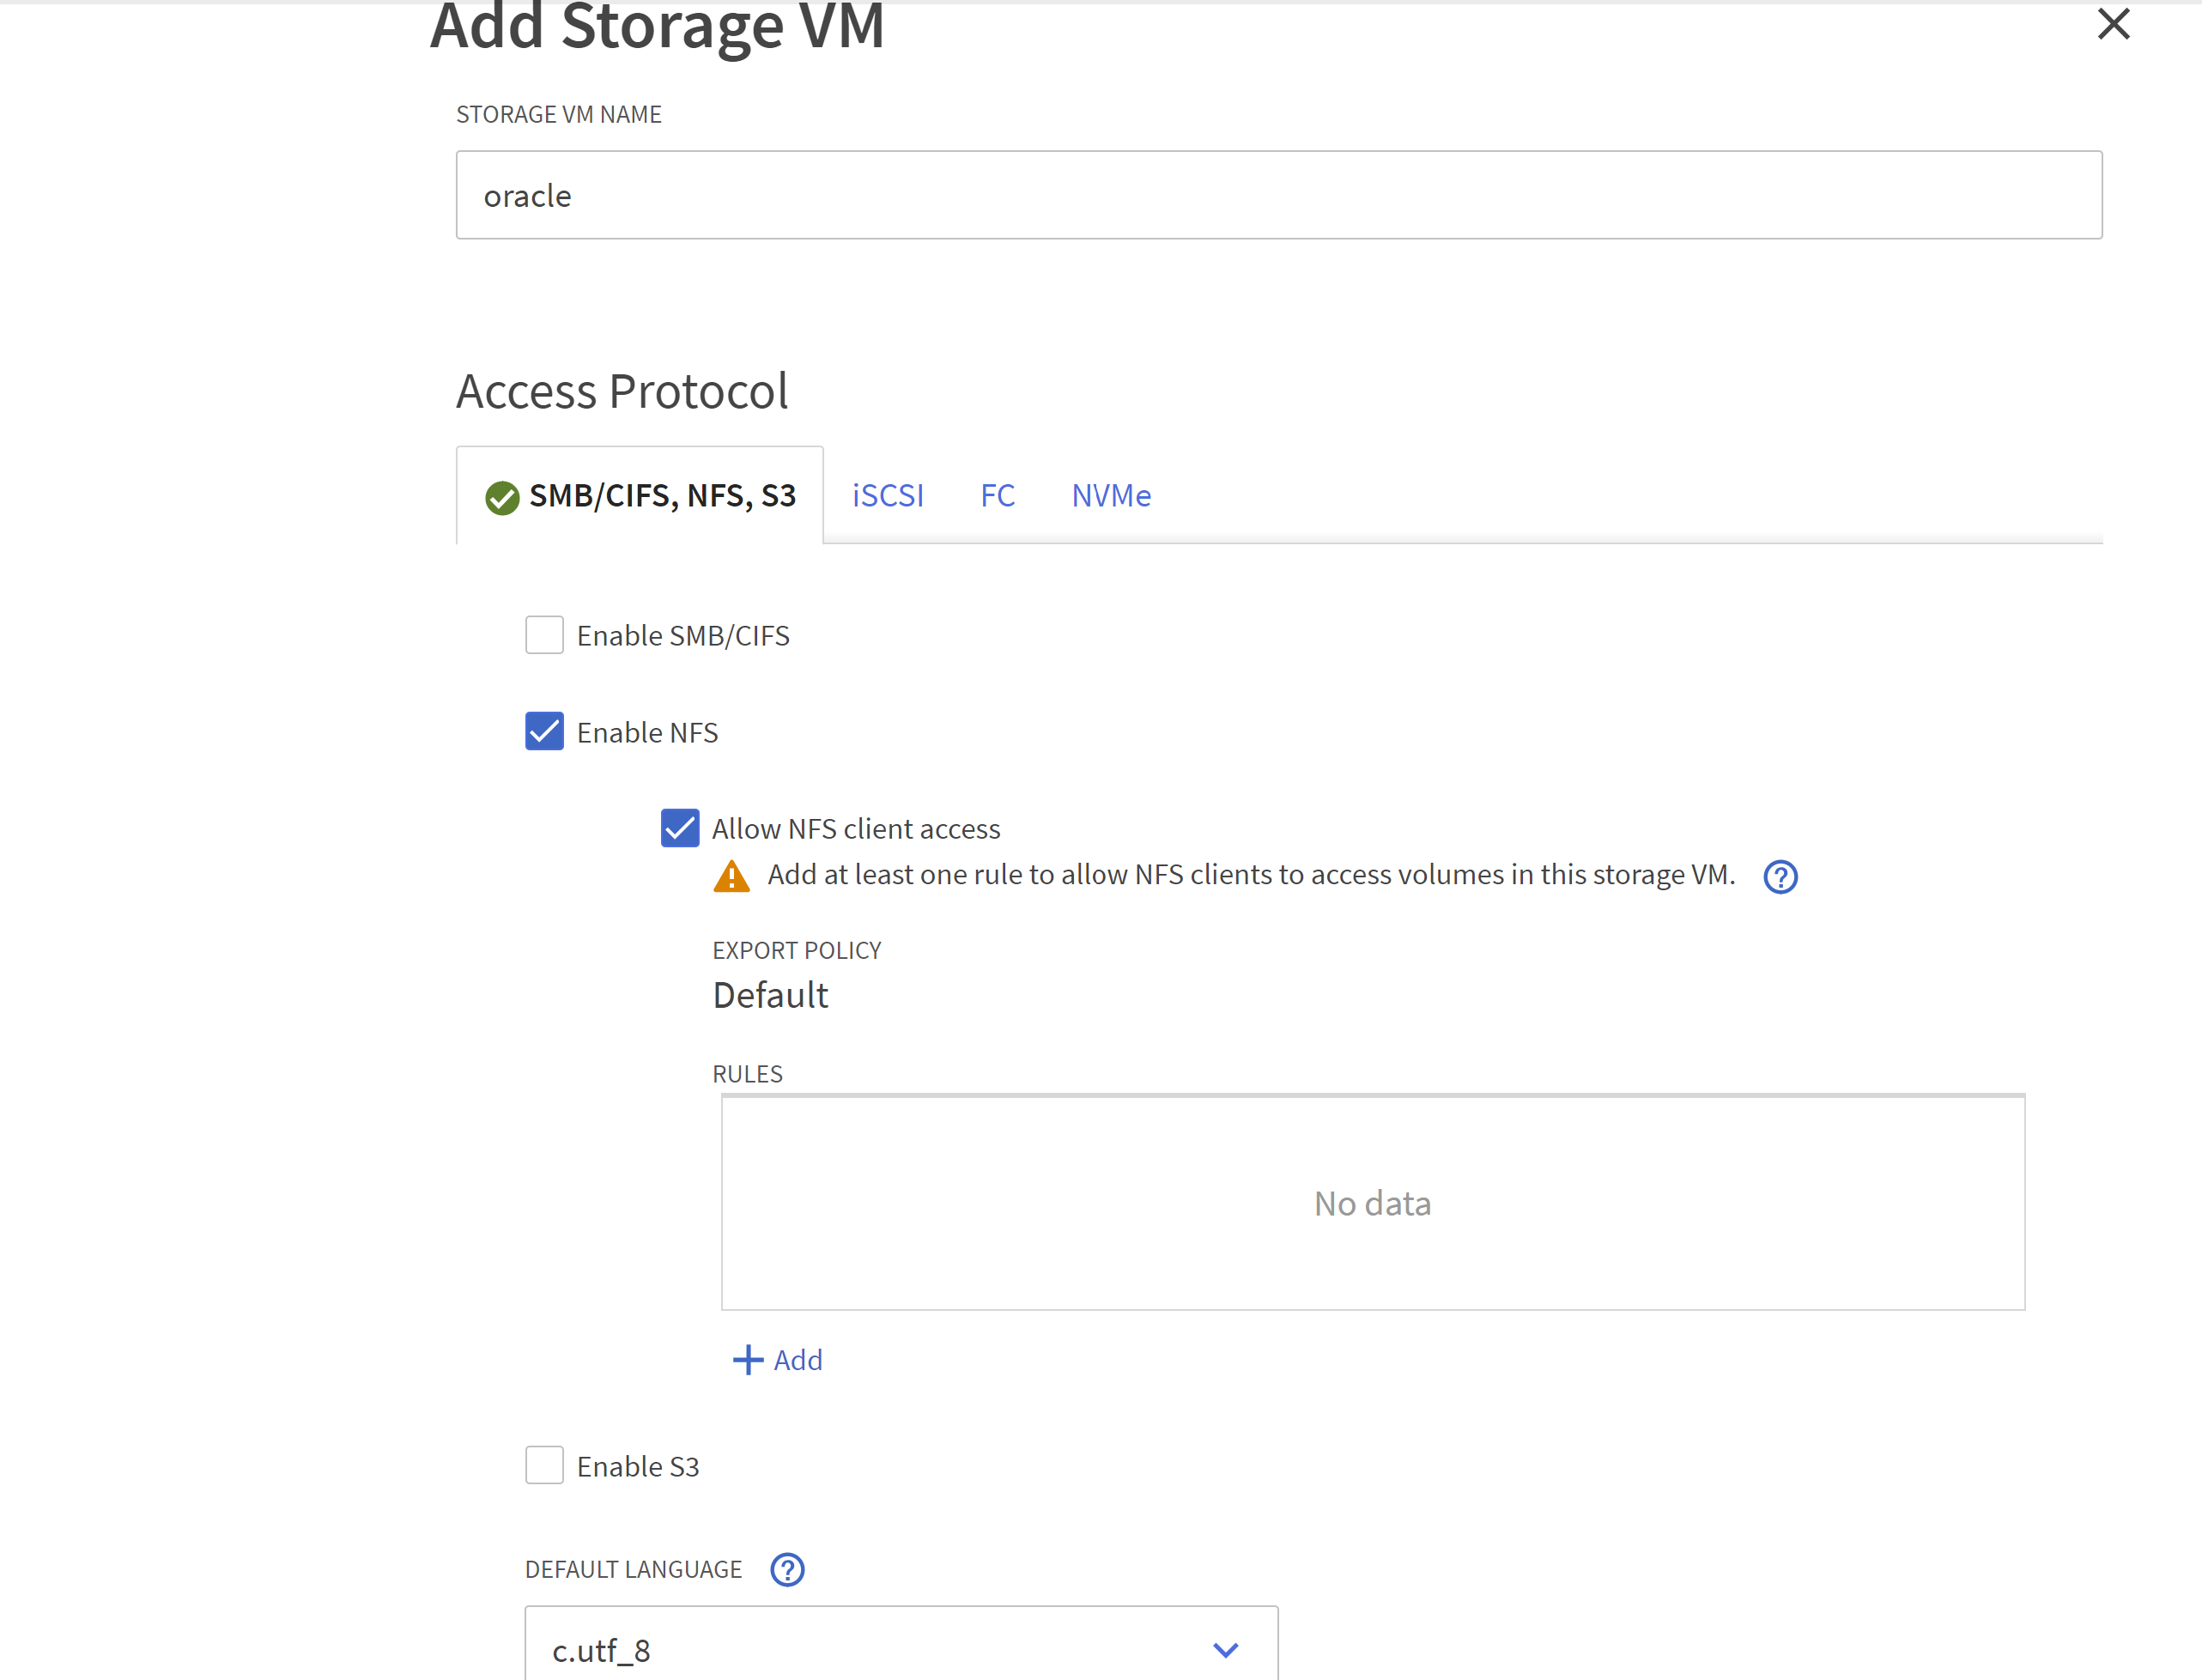 Add Storage VM
STORAGE VM NAME
oracle
Access Protocol
SMB/CIFS, NFS, S3 iSCSI FC NVMe
Enable SMB/CIFS
Enable NFS
Allow NFS client access
Add at least one rule to allow NFS clients to access volumes in this storage VM.
EXPORT POLICY
Default
RULES
No data
Add
Enable S3
DEFAULT LANGUAGE
c.utf_8